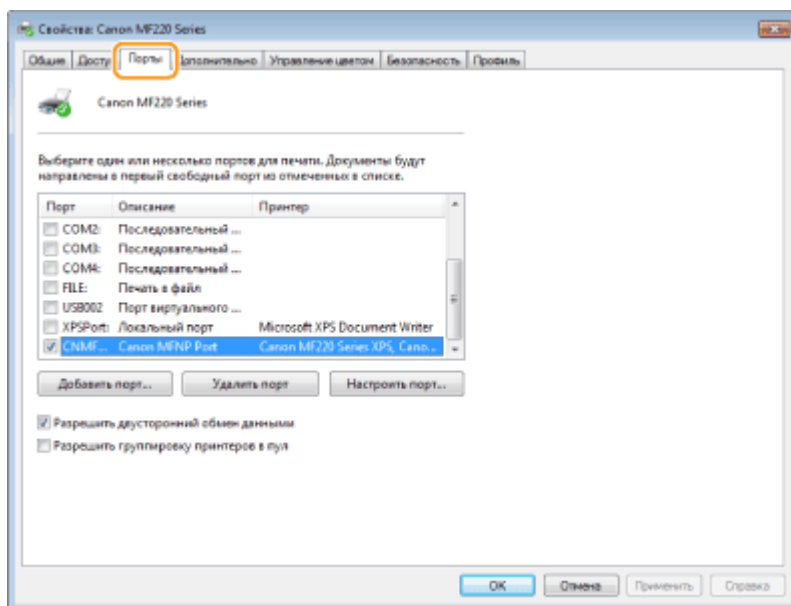 Свойства: Canon MF220 Series
Общие Досту Порты Дополнительно Управление цветом Безопасность Профиль
Canon MF220 Series
Выберите один или несколько портов для печати. Документы будут
направлены в первый свободный порт из отмеченных в списке.
Порт Описание Принтер
COM2: Последовательный ...
COM3: Последовательный ...
COM4: Последовательный ...
FILE: Печать в файл
USB002 Порт виртуального ...
XPSPort: Локальный порт Microsoft XPS Document Writer
CNMF... Canon MFNP Port Canon MF220 Series XPS, Cano...
Добавить порт... Удалить порт Настроить порт...
Разрешить двусторонний обмен данными
Разрешить группировку принтеров в пул
OK Отмена Применить Справка